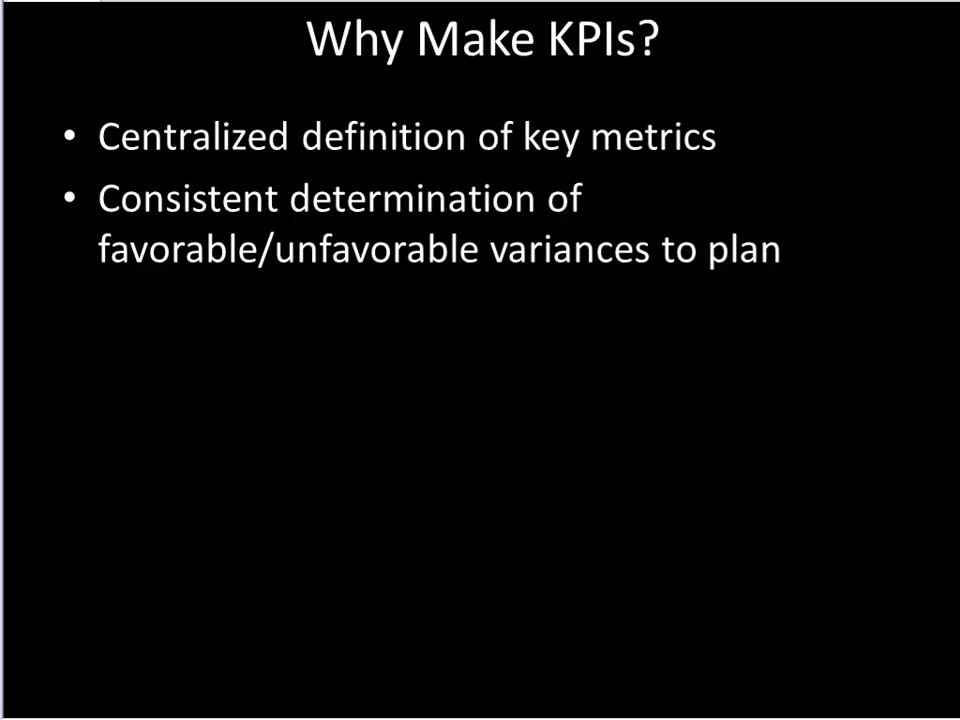 Why Make KPIs?
• Centralized definition of key metrics
• Consistent determination of
favorable/unfavorable variances to plan